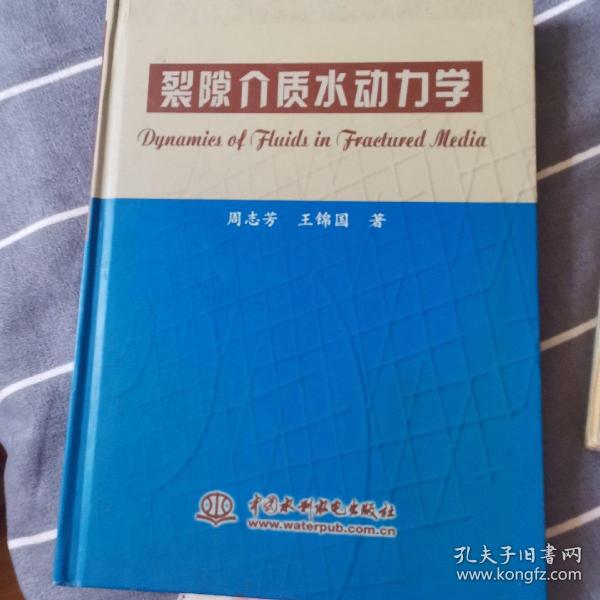 裂隙介质水动力学
Dynamics of Fluids in Fractured Media
周志芳 王锦国 著
中国水利水电出版社
www.waterpub.com.cn
孔夫子旧书网
www.kongfz.com